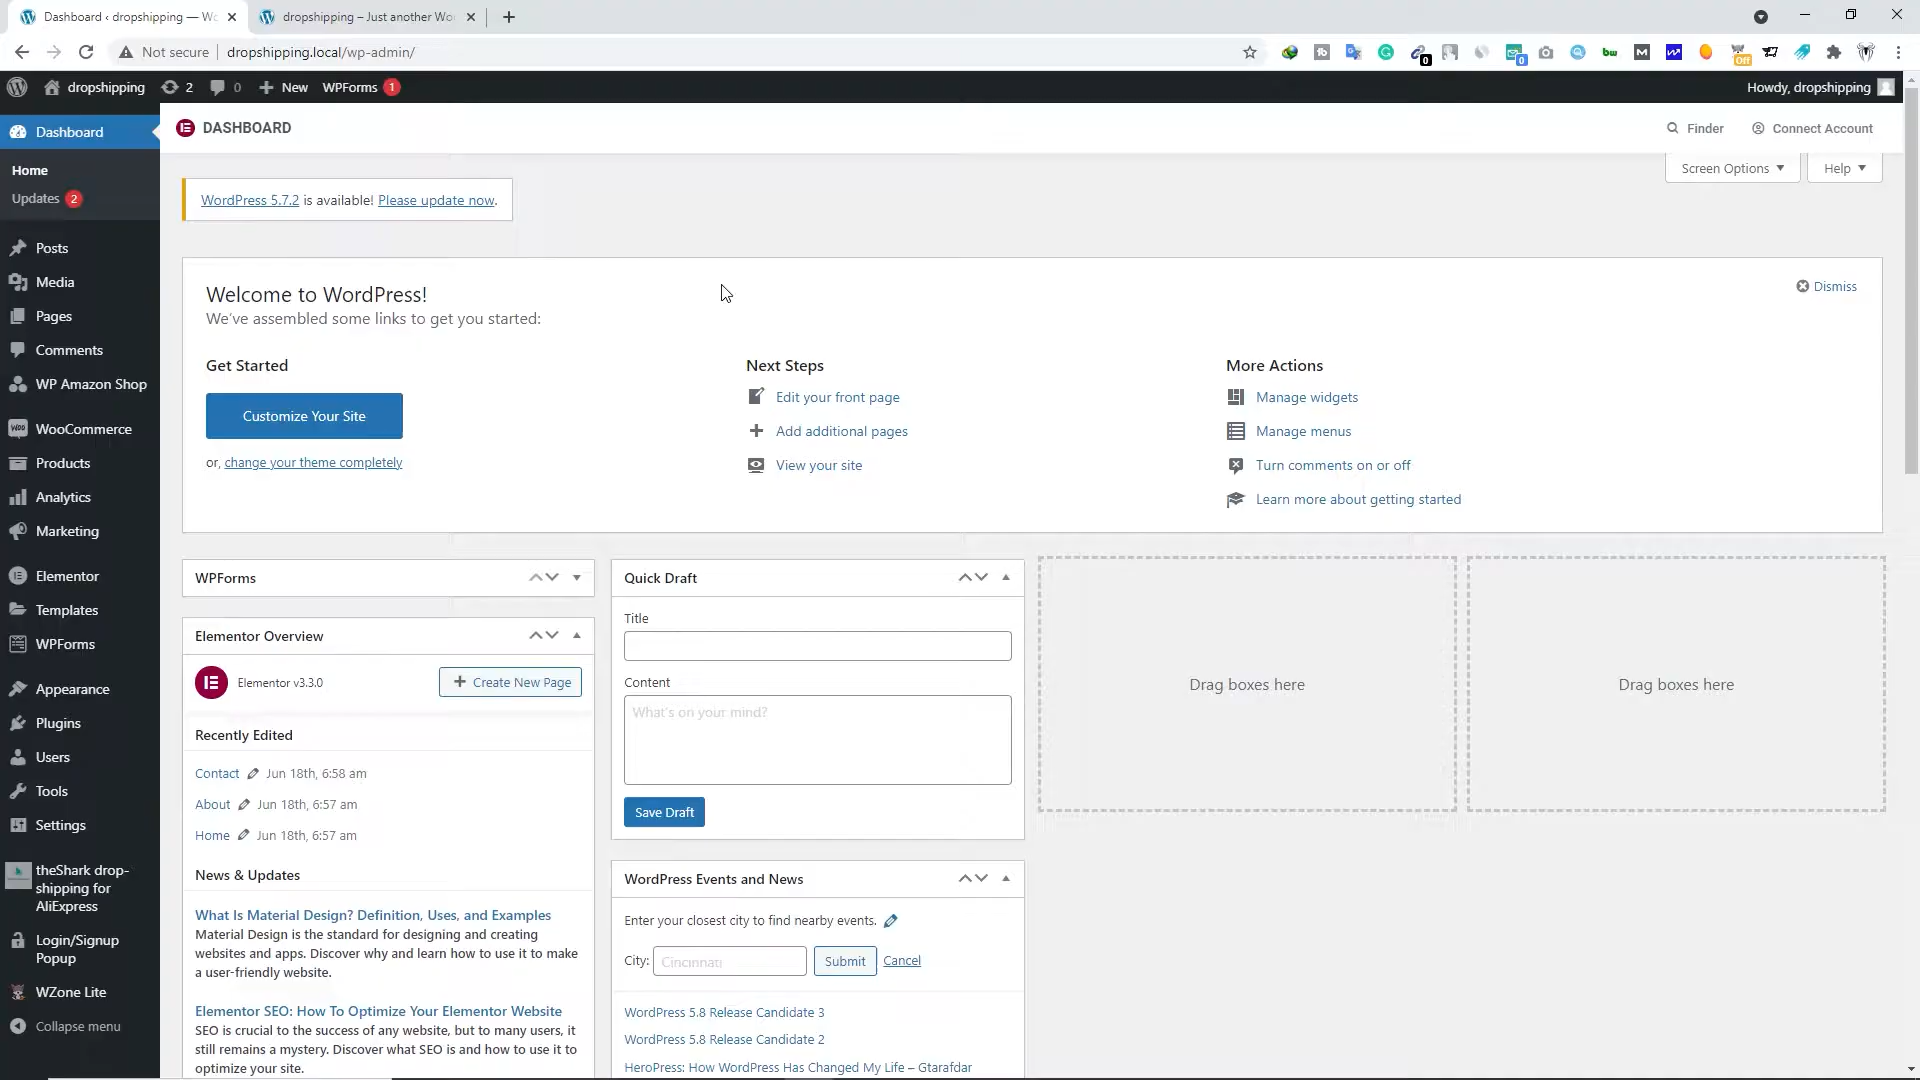 Dashboard ‹ dropshipping — Wo
dropshipping – Just another Wor
Not secure
dropshipping.local/wp-admin/
0
0
bw
M
Off
dropshipping
2
0
New
WPForms
1
Howdy, dropshipping
Dashboard
Home
Updates 2
Posts
Media
Pages
Comments
WP Amazon Shop
WooCommerce
Products
Analytics
Marketing
Elementor
Templates
WPForms
Appearance
Plugins
Users
Tools
Settings
theShark drop-
shipping for
AliExpress
Login/Signup
Popup
WZone Lite
Collapse menu
DASHBOARD
Finder
Connect Account
Screen Options
Help
WordPress 5.7.2 is available! Please update now.
Welcome to WordPress!
We've assembled some links to get you started:
Dismiss
Get Started
Customize Your Site
or, change your theme completely
Next Steps
Edit your front page
Add additional pages
View your site
More Actions
Manage widgets
Manage menus
Turn comments on or off
Learn more about getting started
WPForms
Elementor Overview
Elementor v3.3.0
Create New Page
Recently Edited
Contact Jun 18th, 6:58 am
About Jun 18th, 6:57 am
Home Jun 18th, 6:57 am
News & Updates
What Is Material Design? Definition, Uses, and Examples
Material Design is the standard for designing and creating
websites and apps. Discover why and learn how to use it to make
a user-friendly website.
Elementor SEO: How To Optimize Your Elementor Website
SEO is crucial to the success of any website, but to many users, it
still remains a mystery. Discover what SEO is and how to use it to
optimize your site.
Quick Draft
Title
Content
What's on your mind?
Save Draft
WordPress Events and News
Enter your closest city to find nearby events.
City:
Cincinnati
Submit
Cancel
WordPress 5.8 Release Candidate 3
WordPress 5.8 Release Candidate 2
HeroPress: How WordPress Has Changed My Life – Gtarafdar
Drag boxes here
Drag boxes here